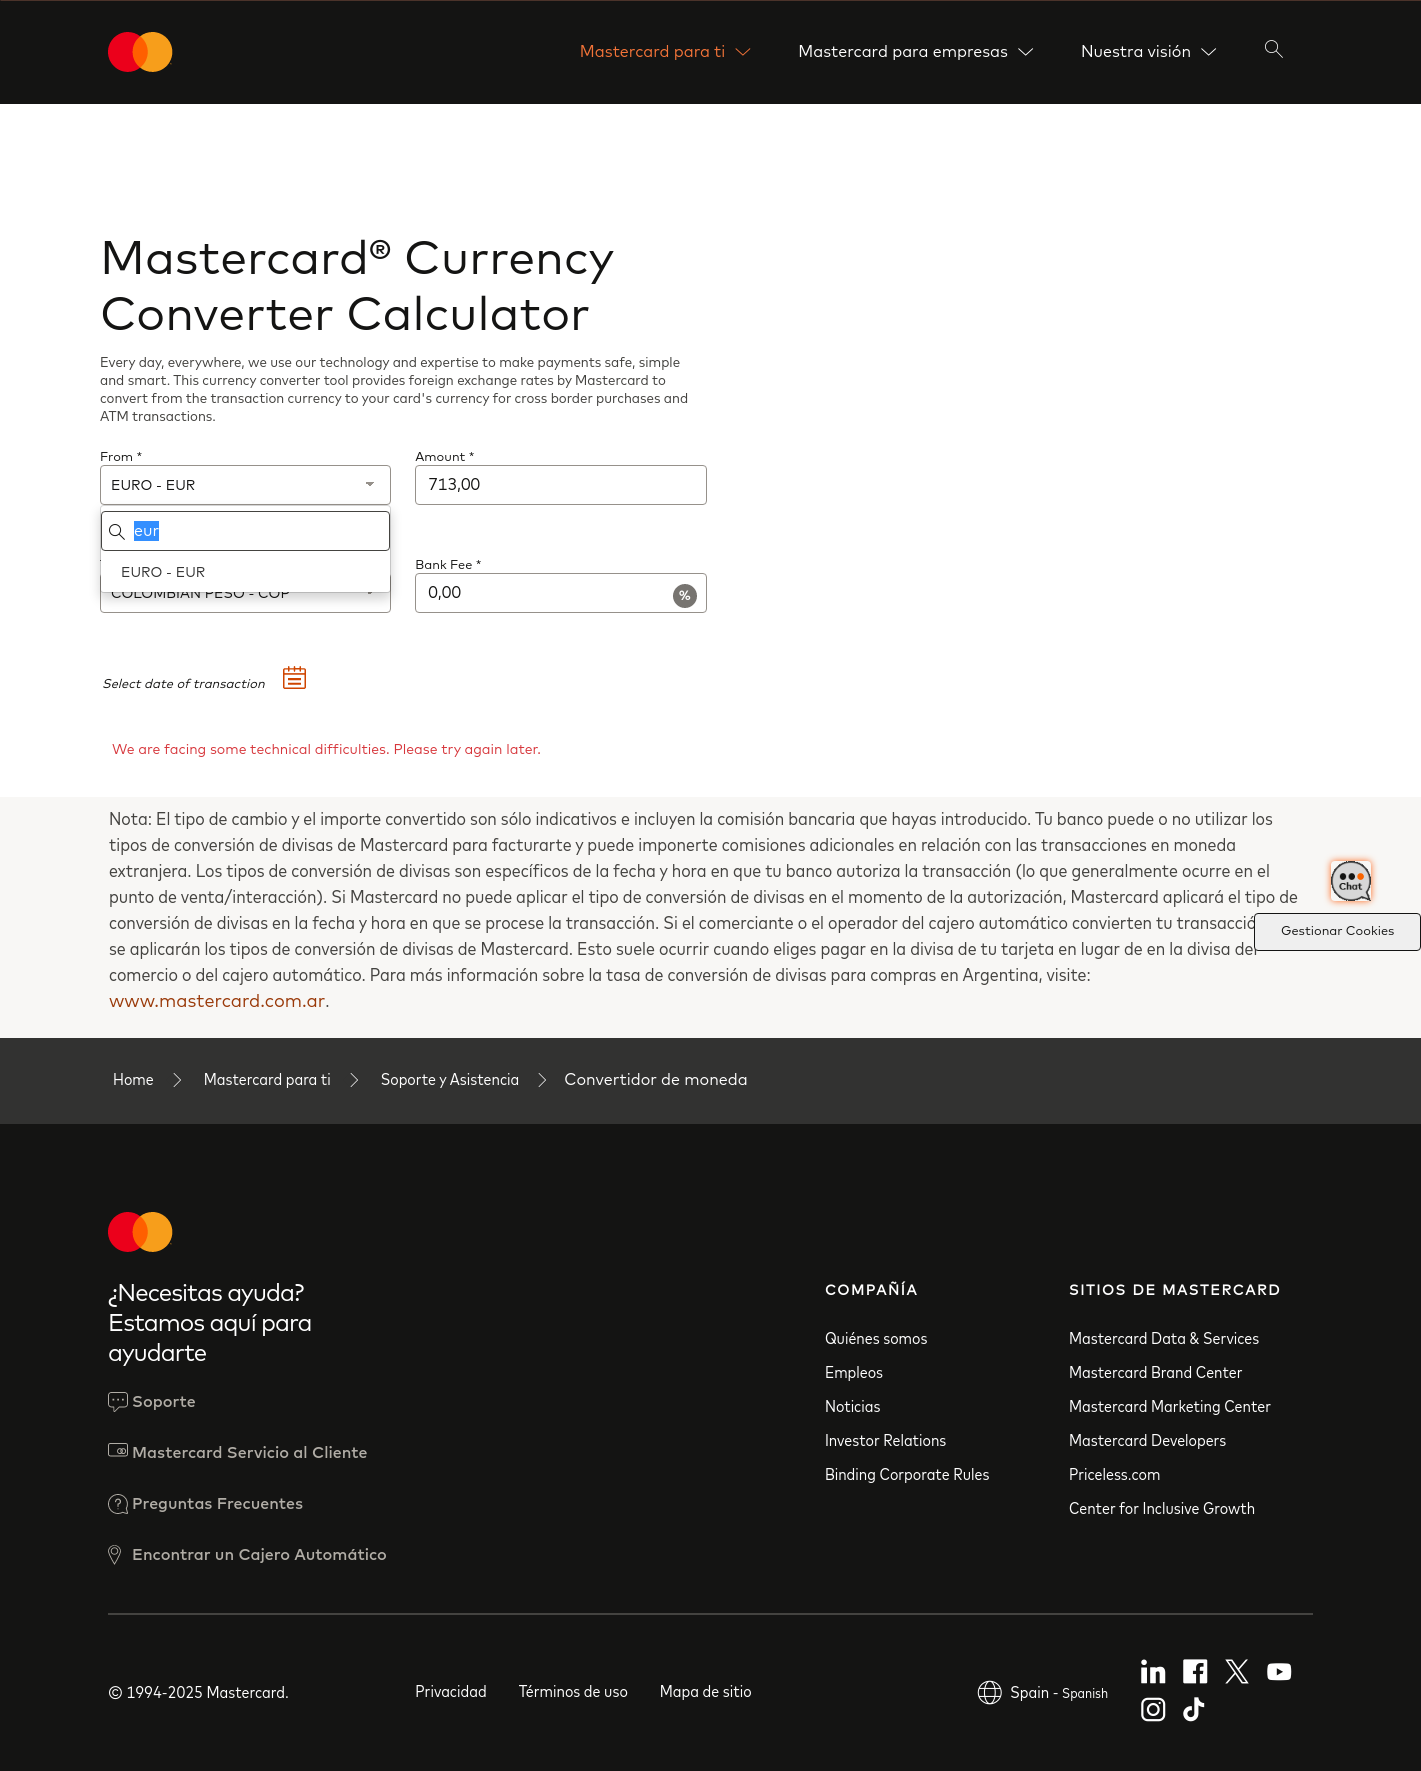 Mastercard para ti
Mastercard para empresas
Nuestra visión
Mastercard® Currency
Converter Calculator
Every day, everywhere, we use our technology and expertise to make payments safe, simple
and smart. This currency converter tool provides foreign exchange rates by Mastercard to
convert from the transaction currency to your card's currency for cross border purchases and
ATM transactions.
From *
Amount *
EURO - EUR
713,00
eur
EURO - EUR
Bank Fee *
COLOMBIAN PESO - COP
0,00
%
Select date of transaction
We are facing some technical difficulties. Please try again later.
Nota: El tipo de cambio y el importe convertido son sólo indicativos e incluyen la comisión bancaria que hayas introducido. Tu banco puede o no utilizar los
tipos de conversión de divisas de Mastercard para facturarte y puede imponerte comisiones adicionales en relación con las transacciones en moneda
extranjera. Los tipos de conversión de divisas son específicos de la fecha y hora en que tu banco autoriza la transacción (lo que generalmente ocurre en el
punto de venta/interacción). Si Mastercard no puede aplicar el tipo de conversión de divisas en el momento de la autorización, Mastercard aplicará el tipo de
conversión de divisas en la fecha y hora en que se procese la transacción. Si el comerciante o el operador del cajero automático convierten tu transacció
se aplicarán los tipos de conversión de divisas de Mastercard. Esto suele ocurrir cuando eliges pagar en la divisa de tu tarjeta en lugar de en la divisa del
comercio o del cajero automático. Para más información sobre la tasa de conversión de divisas para compras en Argentina, visite:
www.mastercard.com.ar.
Chat
Gestionar Cookies
Home
Mastercard para ti
Soporte y Asistencia
Convertidor de moneda
¿Necesitas ayuda?
Estamos aquí para
ayudarte
Soporte
Mastercard Servicio al Cliente
Preguntas Frecuentes
Encontrar un Cajero Automático
COMPAÑÍA
Quiénes somos
Empleos
Noticias
Investor Relations
Binding Corporate Rules
SITIOS DE MASTERCARD
Mastercard Data & Services
Mastercard Brand Center
Mastercard Marketing Center
Mastercard Developers
Priceless.com
Center for Inclusive Growth
© 1994-2025 Mastercard.
Privacidad
Términos de uso
Mapa de sitio
Spain - Spanish